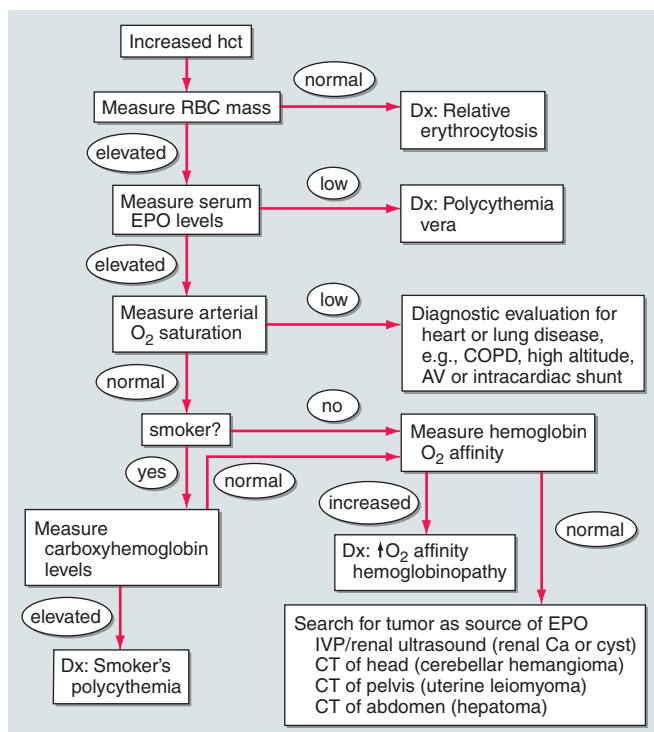 Increased hct
normal
Measure RBC mass
Dx: Relative
erythrocytosis
elevated
low
Measure serum
EPO levels
Dx: Polycythemia
vera
elevated
low
Measure arterial
O2 saturation
Diagnostic evaluation for
heart or lung disease,
e.g., COPD, high altitude,
AV or intracardiac shunt
normal
no
smoker?
Measure hemoglobin
O2 affinity
yes
normal
increased
normal
Measure
carboxyhemoglobin
levels
Dx: ↑O2 affinity
hemoglobinopathy
elevated
Dx: Smoker's
polycythemia
Search for tumor as source of EPO
IVP/renal ultrasound (renal Ca or cyst)
CT of head (cerebellar hemangioma)
CT of pelvis (uterine leiomyoma)
CT of abdomen (hepatoma)